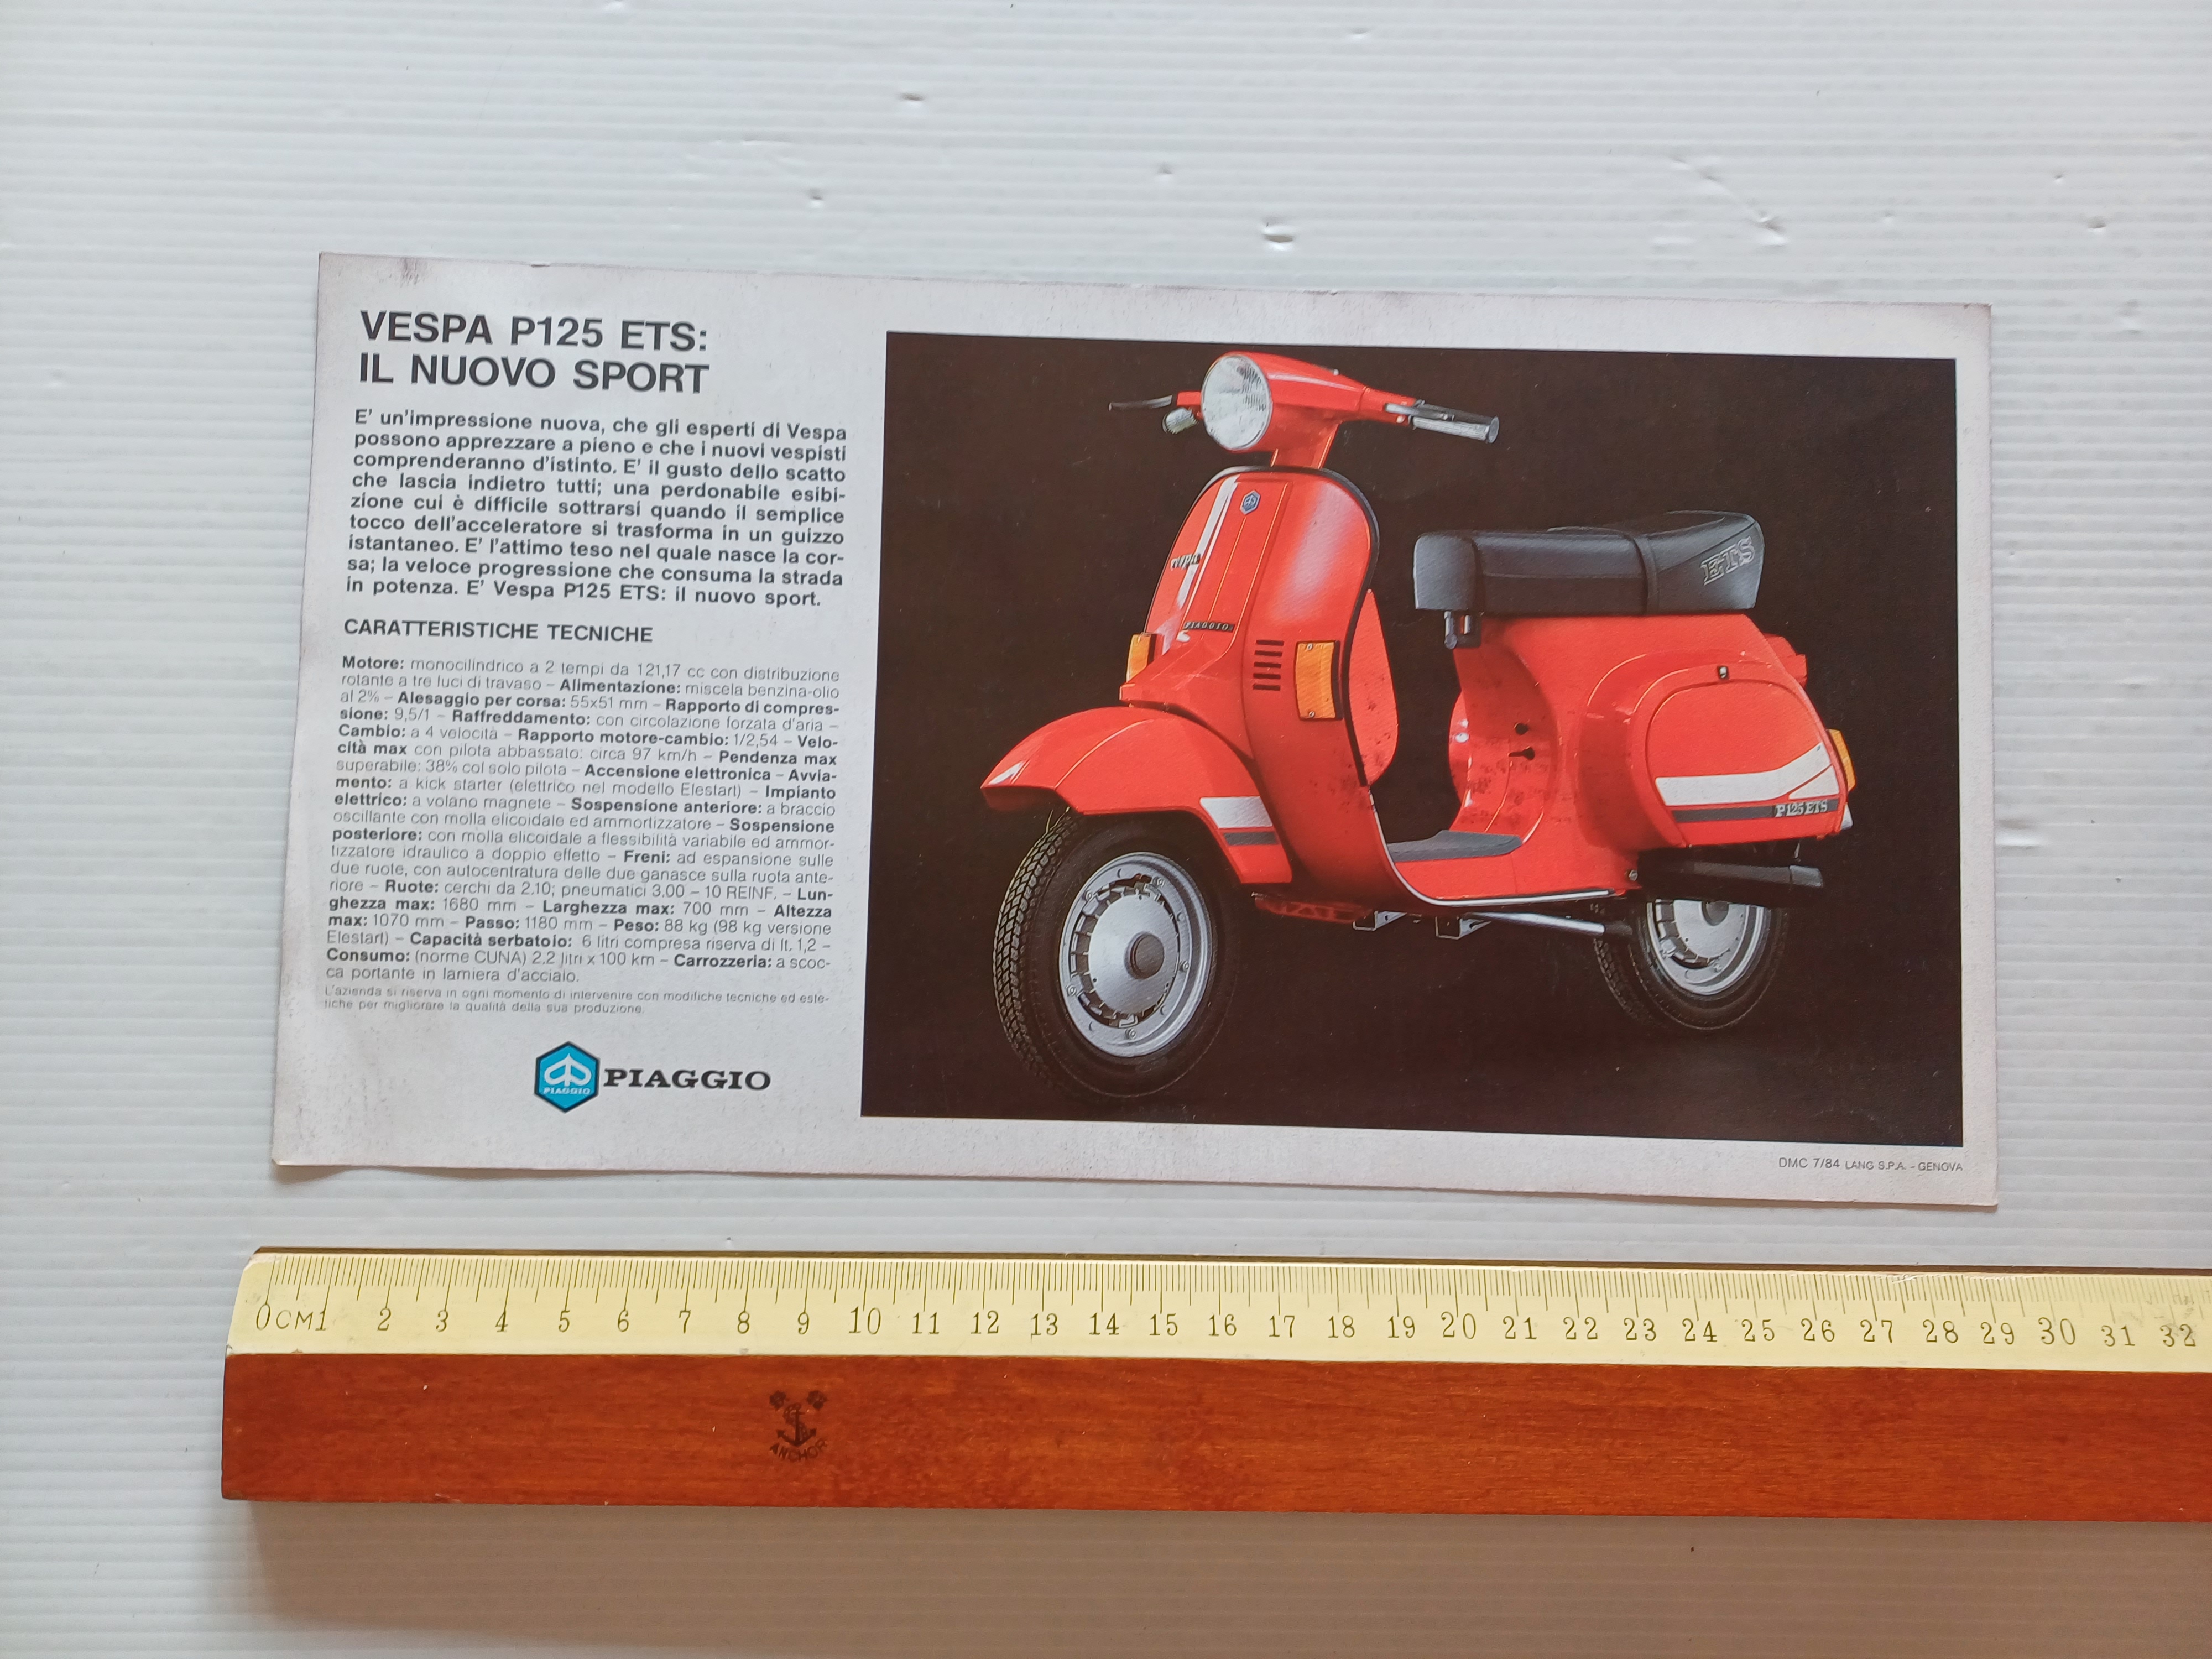 VESPA P125 ETS:
IL NUOVO SPORT
E' un'impressione nuova, che gli esperti di Vespa
possono apprezzare a pieno e che i nuovi vespisti
comprenderanno d'istinto. E' il gusto dello scatto
che lascia indietro tutti; una perdonabile esibi-
zione cui è difficile sottrarsi quando il semplice
tocco dell'acceleratore si trasforma in un guizzo
istantaneo. E' l'attimo teso nel quale nasce la cor-
sa; la veloce progressione che consuma la strada
in potenza. E' Vespa P125 ETS: il nuovo sport.
CARATTERISTICHE TECNICHE
Motore: monocilindrico a 2 tempi da 121,17 cc con distribuzione
rotante a tre luci di travaso – Alimentazione: miscela benzina-olio
al 2% – Alesaggio per corsa: 55x51 mm – Rapporto di compres-
sione: 9,5/1 – Raffreddamento: con circolazione forzata d'aria –
Cambio: a 4 velocità – Rapporto motore-cambio: 1/2,54 – Velo-
cità max con pilota abbassato: circa 97 km/h – Pendenza max
superabile: 38% col solo pilota – Accensione elettronica – Avvia-
mento: a kick starter (elettrico nel modello Elestart) – Impianto
elettrico: a volano magnete – Sospensione anteriore: a braccio
oscillante con molla elicoidale ed ammortizzatore – Sospensione
posteriore: con molla elicoidale a flessibilità variabile ed ammor-
tizzatore idraulico a doppio effetto – Freni: ad espansione sulle
due ruote, con autocentratura delle due ganasce sulla ruota ante-
riore – Ruote: cerchi da 2.10; pneumatici 3.00 – 10 REINF. – Lun-
ghezza max: 1680 mm – Larghezza max: 700 mm – Altezza
max: 1070 mm – Passo: 1180 mm – Peso: 88 kg (98 kg versione
Elestart) – Capacità serbatoio: 6 litri compresa riserva di lt. 1,2 –
Consumo: (norme CUNA) 2.2 litri x 100 km – Carrozzeria: a scoc-
ca portante in lamiera d'acciaio.
L'azienda si riserva in ogni momento di intervenire con modifiche tecniche ed este-
tiche per migliorare la qualità della sua produzione.
PIAGGIO
PIAGGIO
Vespa
PIAGGIO
ETS
P125ETS
DMC 7/84 LANG S.P.A. - GENOVA
0CM1 2 3 4 5 6 7 8 9 10 11 12 13 14 15 16 17 18 19 20 21 22 23 24 25 26 27 28 29 30 31 32
ANCHOR